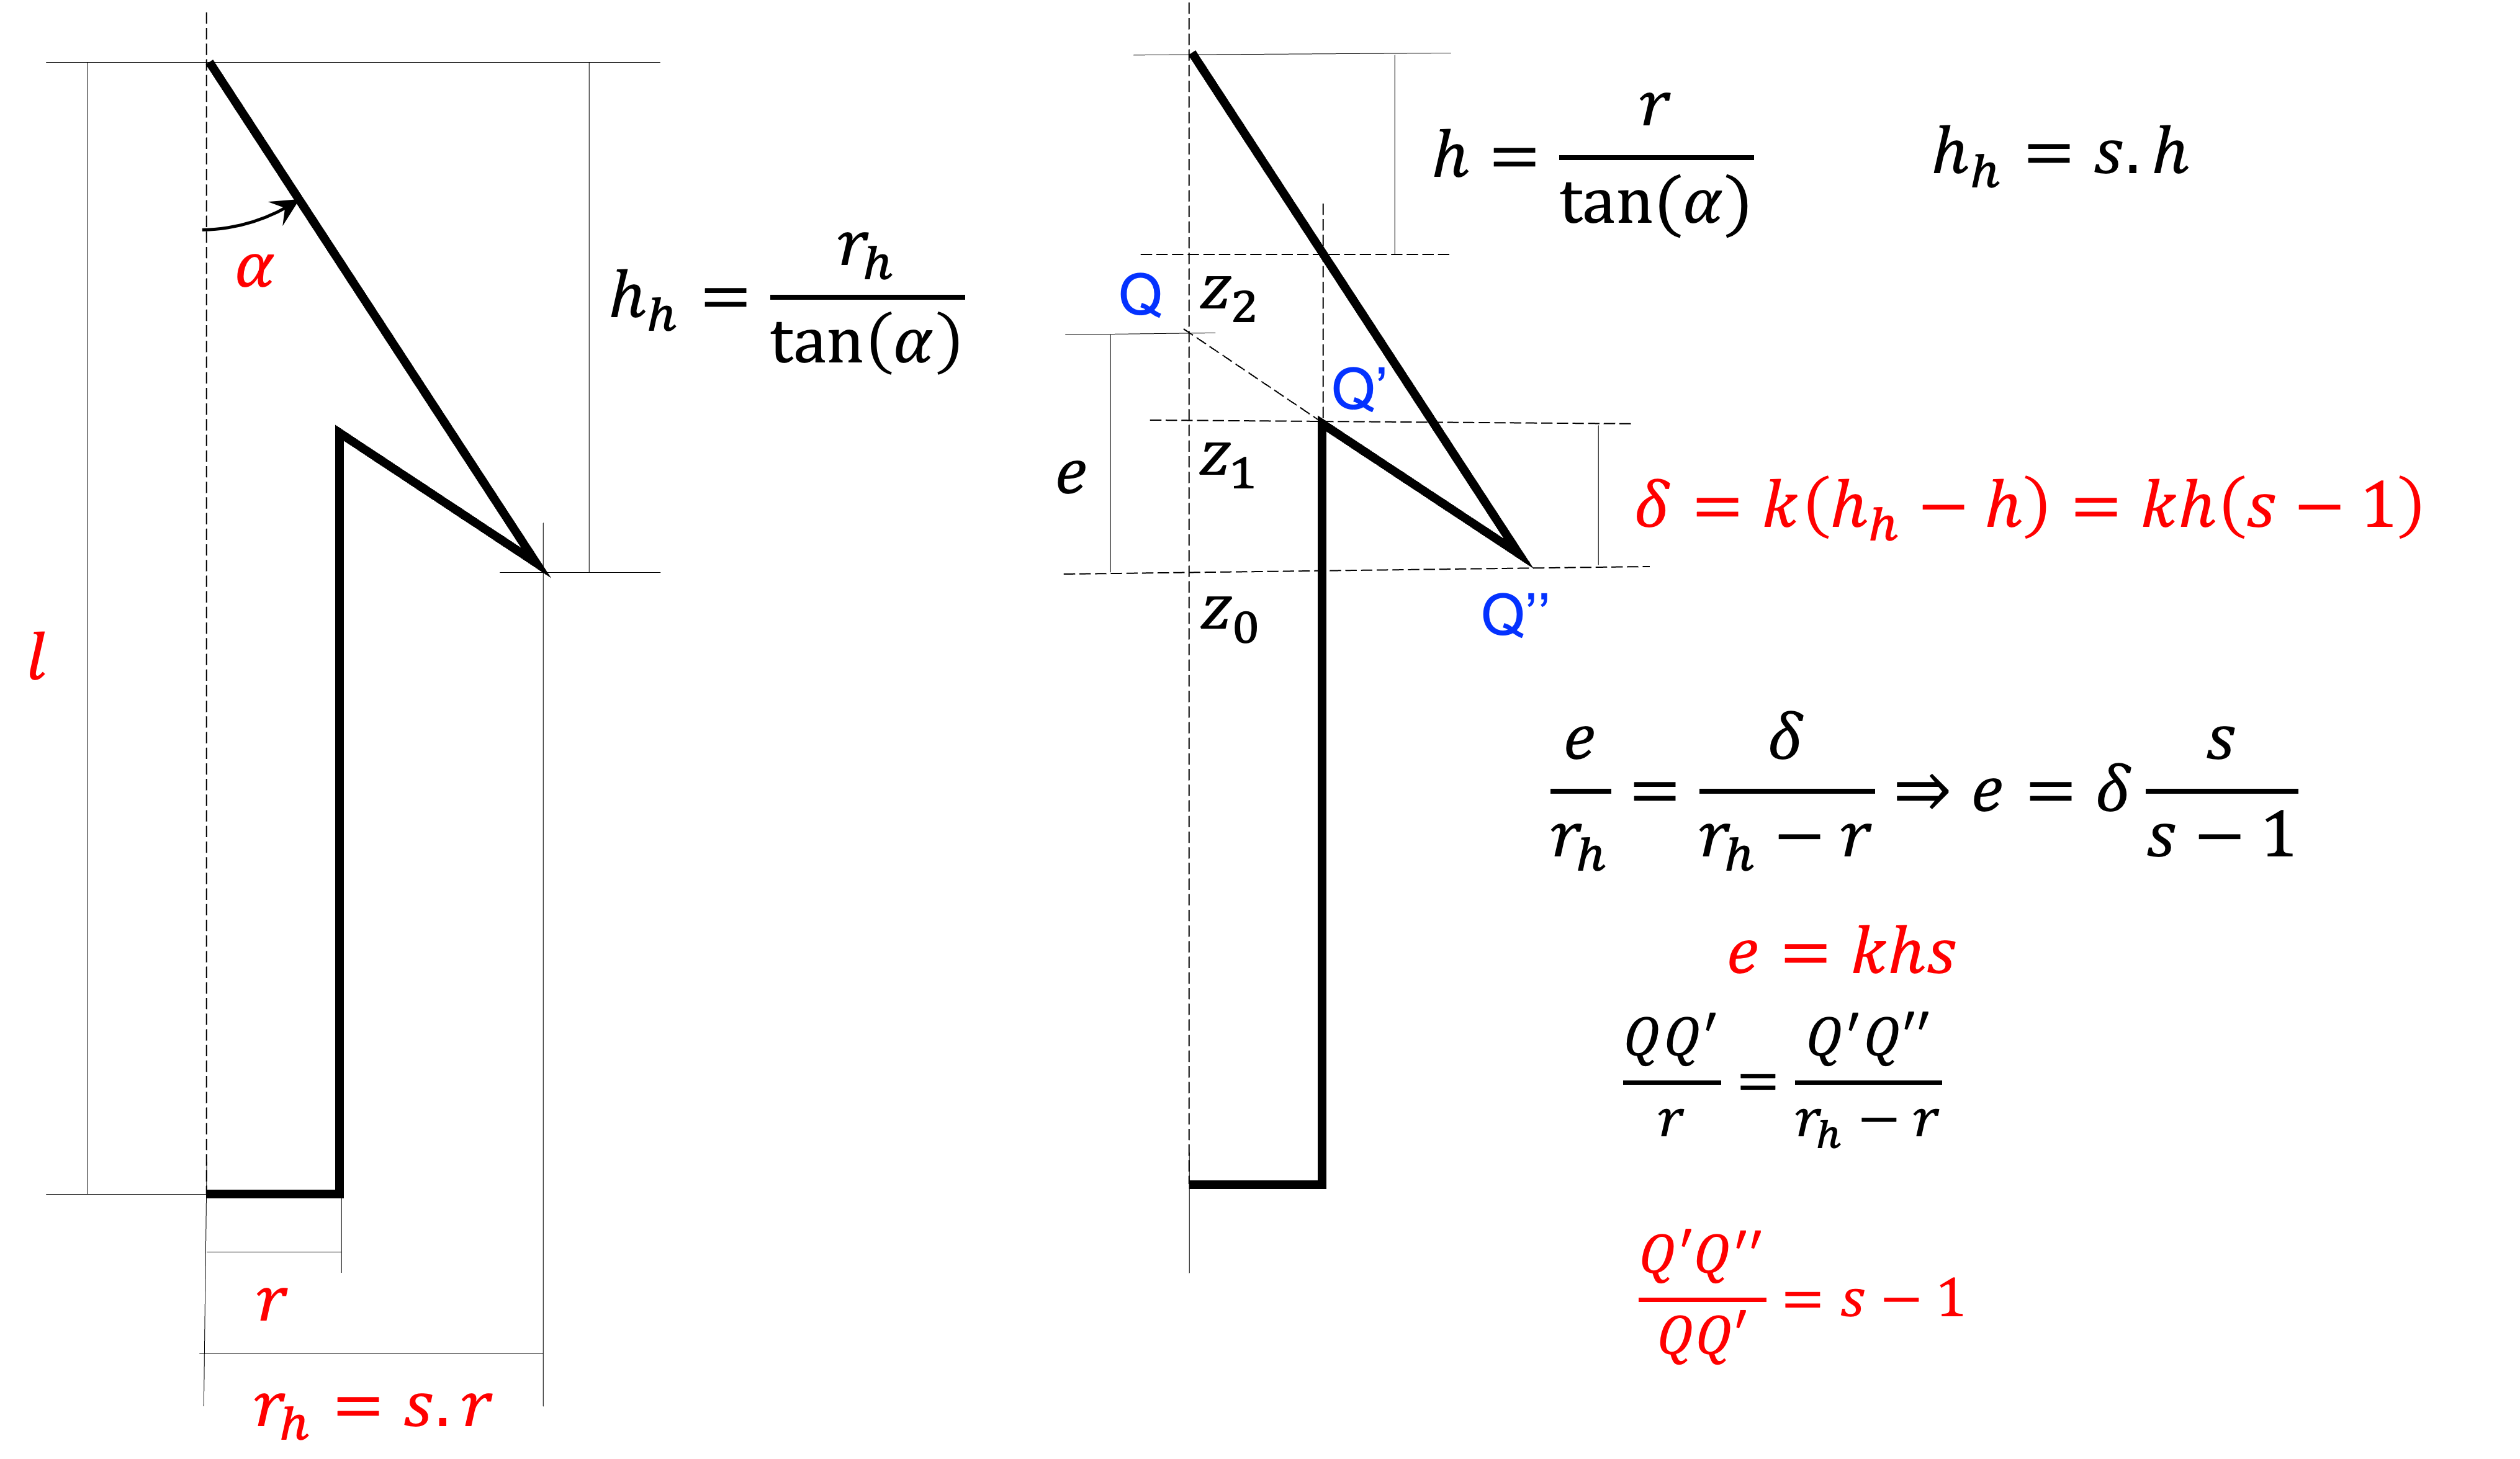 α
l
r
r_h = s.r
h_h = r_h / tan(α)
h = r / tan(α)
h_h = s.h
Q
z_2
Q’
e
z_1
z_0
Q’’
δ = k(h_h − h) = kh(s − 1)
e / r_h = δ / (r_h − r) ⇒ e = δ s / (s − 1)
e = khs
QQ′ / r = Q′Q″ / (r_h − r)
Q′Q″ / QQ′ = s − 1